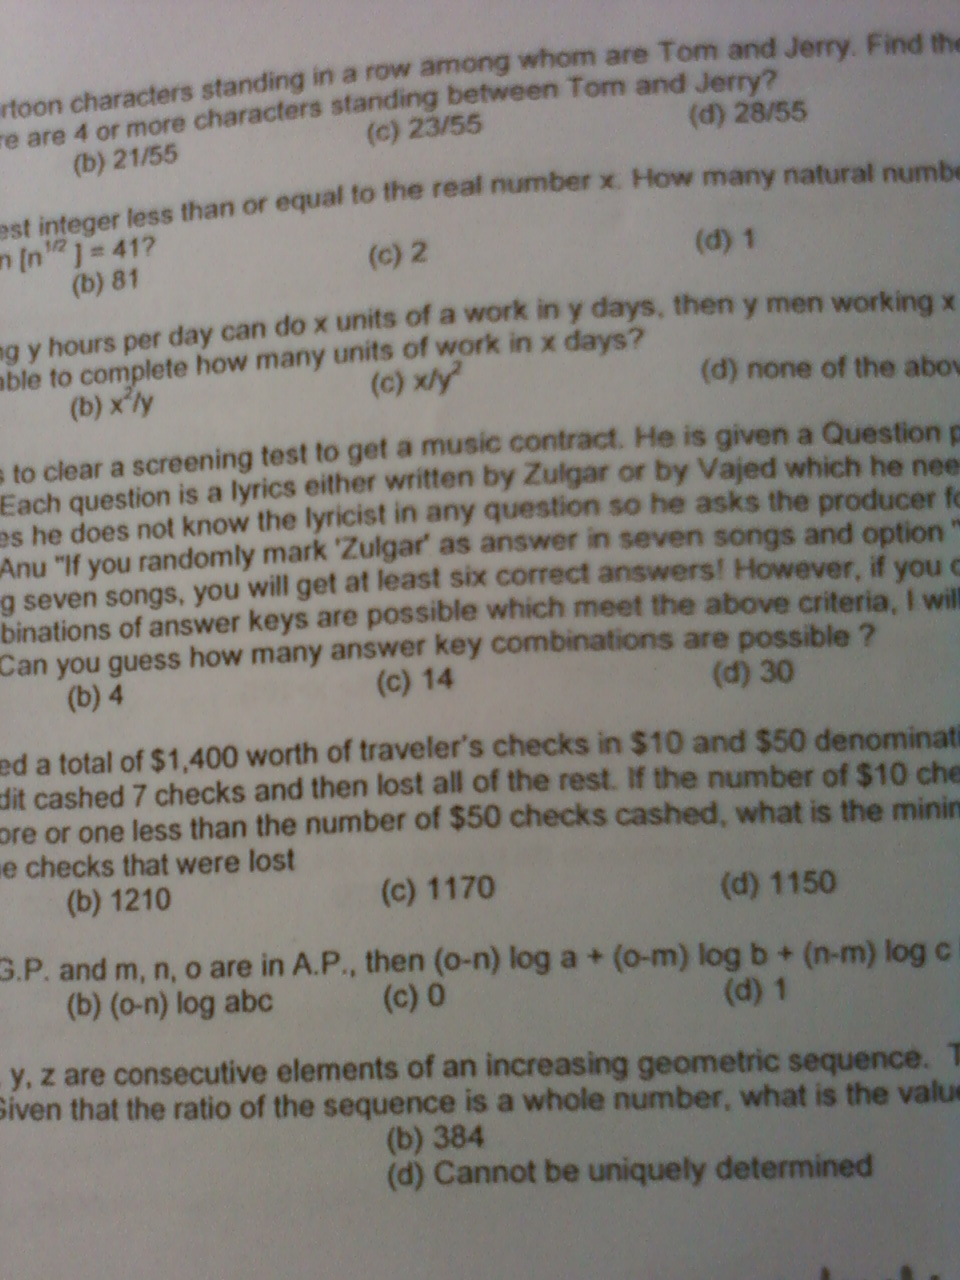 rtoon characters standing in a row among whom are Tom and Jerry. Find the
re are 4 or more characters standing between Tom and Jerry?
(b) 21/55 (c) 23/55 (d) 28/55
est integer less than or equal to the real number x. How many natural numbe
n [n^1/2 ] = 41?
(b) 81 (c) 2 (d) 1
ng y hours per day can do x units of a work in y days, then y men working x
able to complete how many units of work in x days?
(b) x²/y (c) x/y² (d) none of the abov
s to clear a screening test to get a music contract. He is given a Question p
Each question is a lyrics either written by Zulgar or by Vajed which he nee
es he does not know the lyricist in any question so he asks the producer fo
Anu "If you randomly mark 'Zulgar' as answer in seven songs and option "
g seven songs, you will get at least six correct answers! However, if you c
binations of answer keys are possible which meet the above criteria, I will
Can you guess how many answer key combinations are possible ?
(b) 4 (c) 14 (d) 30
ed a total of $1,400 worth of traveler's checks in $10 and $50 denominati
dit cashed 7 checks and then lost all of the rest. If the number of $10 che
ore or one less than the number of $50 checks cashed, what is the minim
e checks that were lost
(b) 1210 (c) 1170 (d) 1150
G.P. and m, n, o are in A.P., then (o-n) log a + (o-m) log b + (n-m) log c
(b) (o-n) log abc (c) 0 (d) 1
y, z are consecutive elements of an increasing geometric sequence. T
Given that the ratio of the sequence is a whole number, what is the value
(b) 384
(d) Cannot be uniquely determined